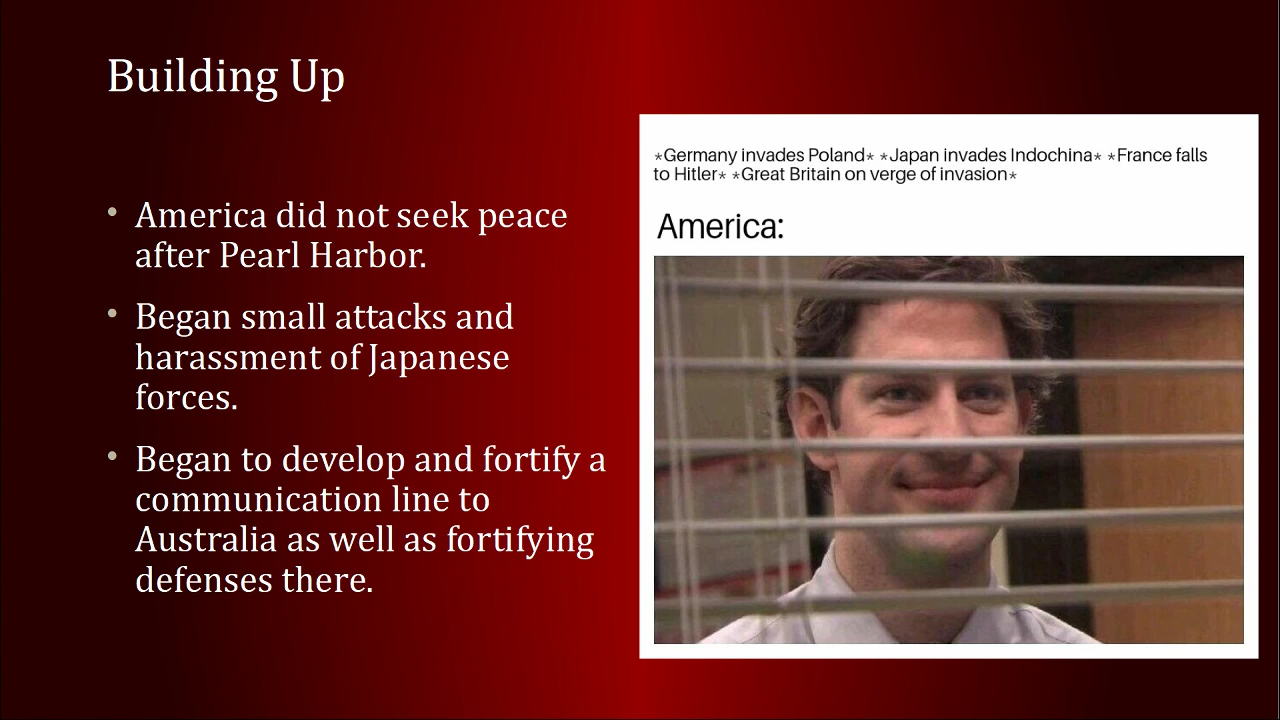 Building Up
• America did not seek peace
after Pearl Harbor.
• Began small attacks and
harassment of Japanese
forces.
• Began to develop and fortify a
communication line to
Australia as well as fortifying
defenses there.
*Germany invades Poland* *Japan invades Indochina* *France falls
to Hitler* *Great Britain on verge of invasion*
America: